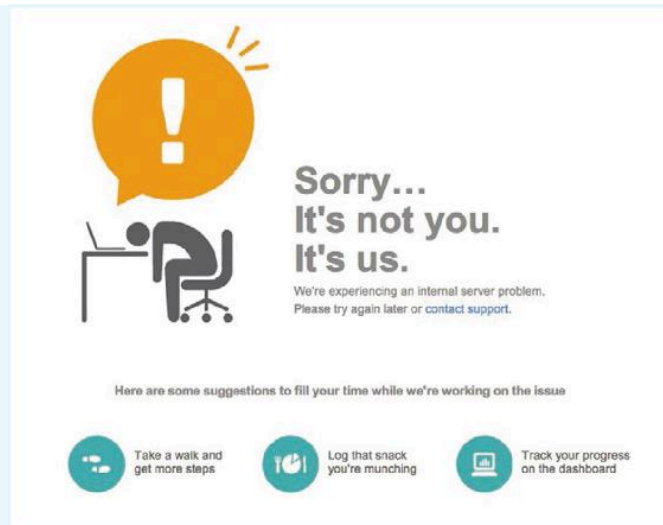 !
Sorry...
It's not you.
It's us.
We're experiencing an internal server problem.
Please try again later or contact support.
Here are some suggestions to fill your time while we're working on the issue
Take a walk and
get more steps
Log that snack
you're munching
Track your progress
on the dashboard